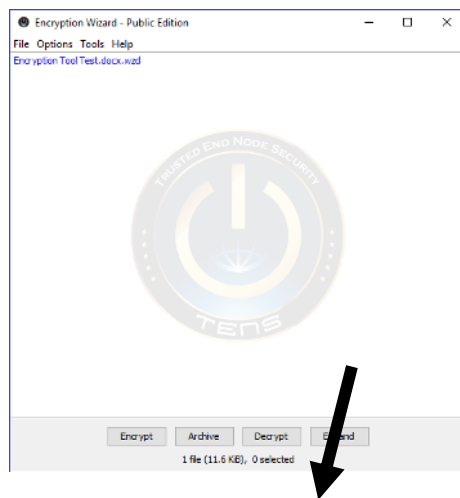 Encryption Wizard - Public Edition
File Options Tools Help
Encryption Tool Test.docx.wzd
TRUSTED END NODE SECURITY
TENS
Encrypt Archive Decrypt
1 file (11.6 KiB), 0 selected